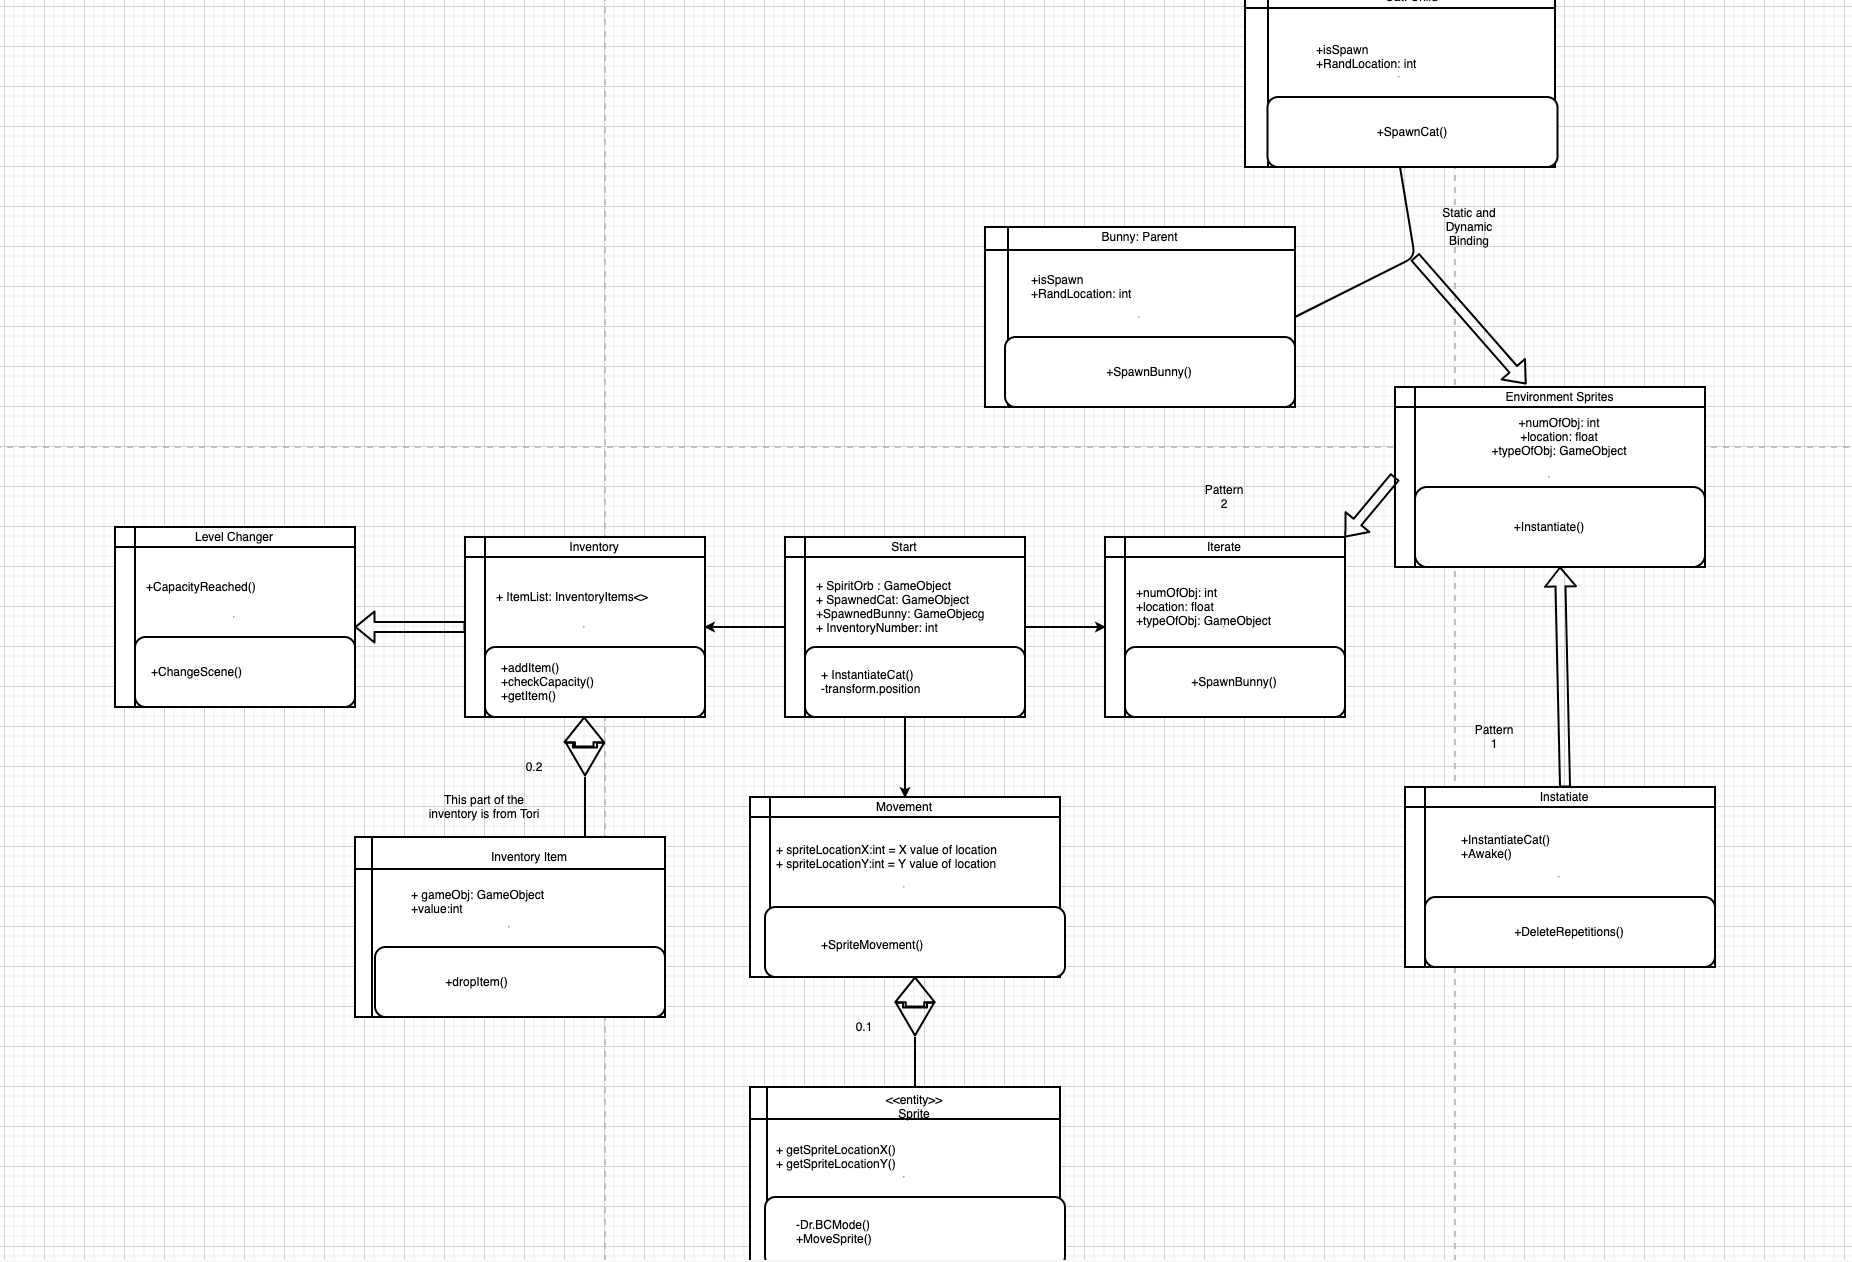 +isSpawn
+RandLocation: int
+SpawnCat()
Static and
Dynamic
Binding
Bunny: Parent
+isSpawn
+RandLocation: int
+SpawnBunny()
Environment Sprites
+numOfObj: int
+location: float
+typeOfObj: GameObject
+Instantiate()
Pattern
2
Level Changer
+CapacityReached()
+ChangeScene()
Inventory
+ ItemList: InventoryItems<>
+addItem()
+checkCapacity()
+getItem()
Start
+ SpiritOrb : GameObject
+ SpawnedCat: GameObject
+SpawnedBunny: GameObjecg
+ InventoryNumber: int
+ InstantiateCat()
-transform.position
Iterate
+numOfObj: int
+location: float
+typeOfObj: GameObject
+SpawnBunny()
Pattern
1
0.2
This part of the
inventory is from Tori
Inventory Item
+ gameObj: GameObject
+value:int
+dropItem()
Movement
+ spriteLocationX:int = X value of location
+ spriteLocationY:int = Y value of location
+SpriteMovement()
Instatiate
+InstantiateCat()
+Awake()
+DeleteRepetitions()
0.1
<<entity>>
Sprite
+ getSpriteLocationX()
+ getSpriteLocationY()
-Dr.BCMode()
+MoveSprite()